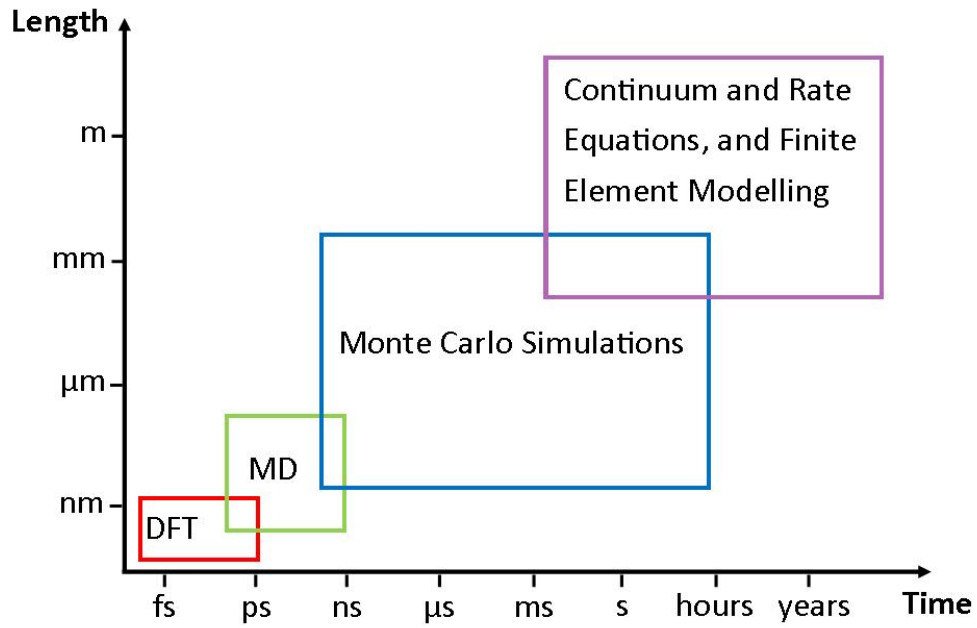 Length
m
mm
µm
nm
Continuum and Rate
Equations, and Finite
Element Modelling
Monte Carlo Simulations
MD
DFT
fs
ps
ns
µs
ms
s
hours
years
Time